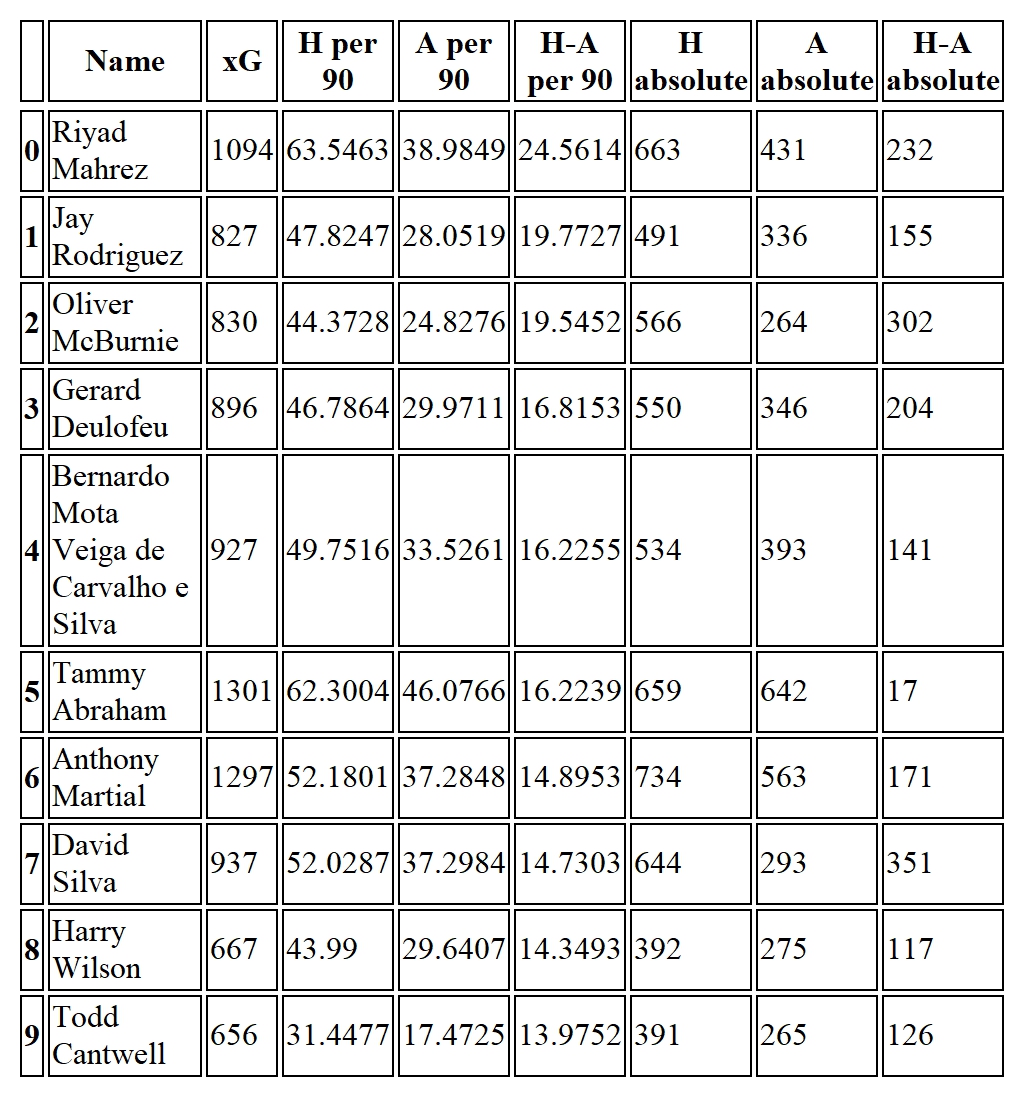 Name xG H per 90 A per 90 H-A per 90 H absolute A absolute H-A absolute
0 Riyad Mahrez 1094 63.5463 38.9849 24.5614 663 431 232
1 Jay Rodriguez 827 47.8247 28.0519 19.7727 491 336 155
2 Oliver McBurnie 830 44.3728 24.8276 19.5452 566 264 302
3 Gerard Deulofeu 896 46.7864 29.9711 16.8153 550 346 204
4 Bernardo Mota Veiga de Carvalho e Silva 927 49.7516 33.5261 16.2255 534 393 141
5 Tammy Abraham 1301 62.3004 46.0766 16.2239 659 642 17
6 Anthony Martial 1297 52.1801 37.2848 14.8953 734 563 171
7 David Silva 937 52.0287 37.2984 14.7303 644 293 351
8 Harry Wilson 667 43.99 29.6407 14.3493 392 275 117
9 Todd Cantwell 656 31.4477 17.4725 13.9752 391 265 126